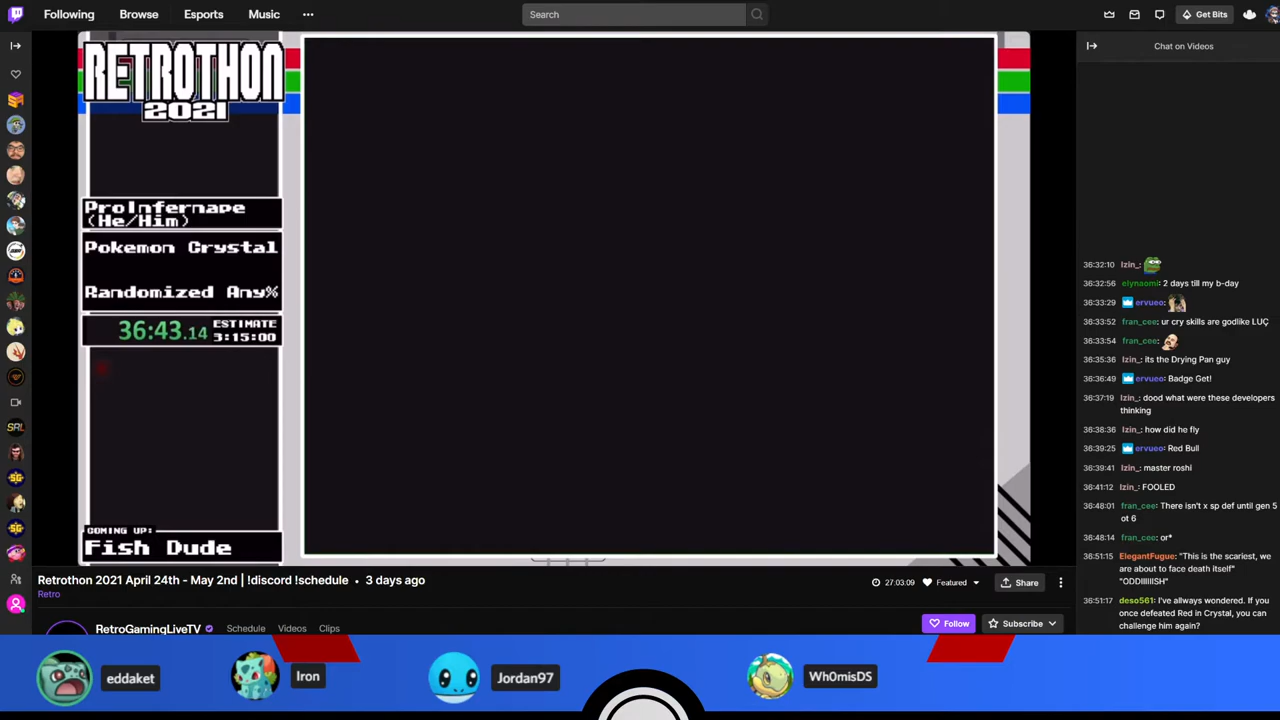 Following Browse Esports Music Search Get Bits
RETROTHON
2021
ProInfernape
(He/Him)
Pokemon Crystal
Randomized Any%
36:43.14 ESTIMATE
3:15:00
COMING UP:
Fish Dude
Chat on Videos
36:32:10 Izin_:
36:32:56 elynaomi: 2 days till my b-day
36:33:29 ervueo:
36:33:52 fran_cee: ur cry skills are godlike LUÇ
36:33:54 fran_cee:
36:35:36 Izin_: its the Drying Pan guy
36:36:49 ervueo: Badge Get!
36:37:19 Izin_: dood what were these developers
thinking
36:38:36 Izin_: how did he fly
36:39:25 ervueo: Red Bull
36:39:41 Izin_: master roshi
36:41:12 Izin_: FOOLED
36:48:01 fran_cee: There isn't x sp def until gen 5
ot 6
36:48:14 fran_cee: or*
36:51:15 ElegantFugue: "This is the scariest, we
are about to face death itself"
"ODDIIIIIISH"
36:51:17 deso561: I've allways wondered. If you
once defeated Red in Crystal, you can
challenge him again?
Retrothon 2021 April 24th - May 2nd | !discord !schedule • 3 days ago
27:03:09 Featured Share
Retro
RetroGamingLiveTV Schedule Videos Clips Follow Subscribe
eddaket Iron Jordan97 Wh0misDS